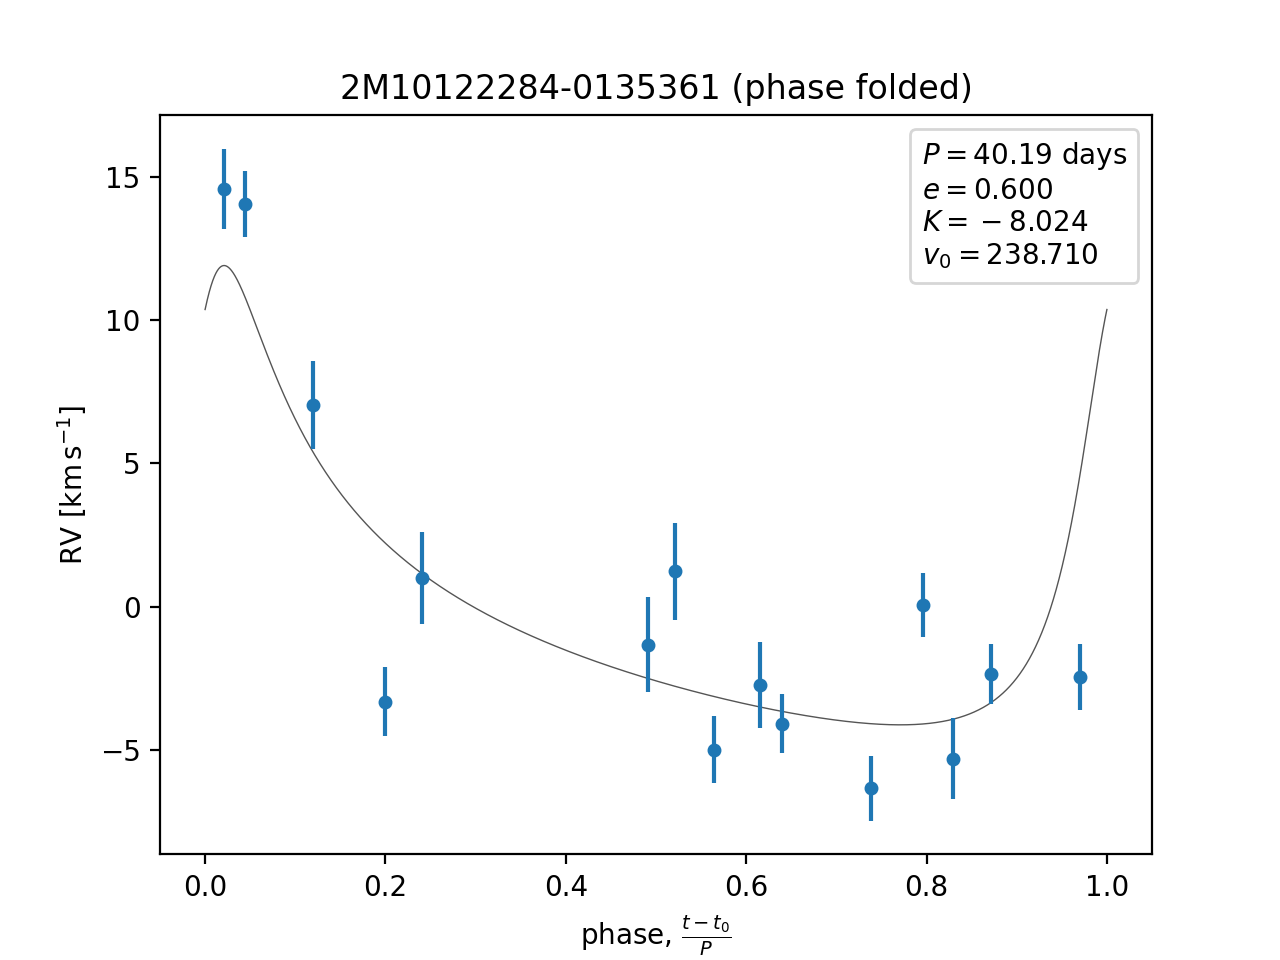 2M10122284-0135361 (phase folded)
P = 40.19 days
e = 0.600
K = −8.024
v₀ = 238.710
RV [km s⁻¹]
15
10
5
0
−5
0.0 0.2 0.4 0.6 0.8 1.0
phase, (t − t₀)/P